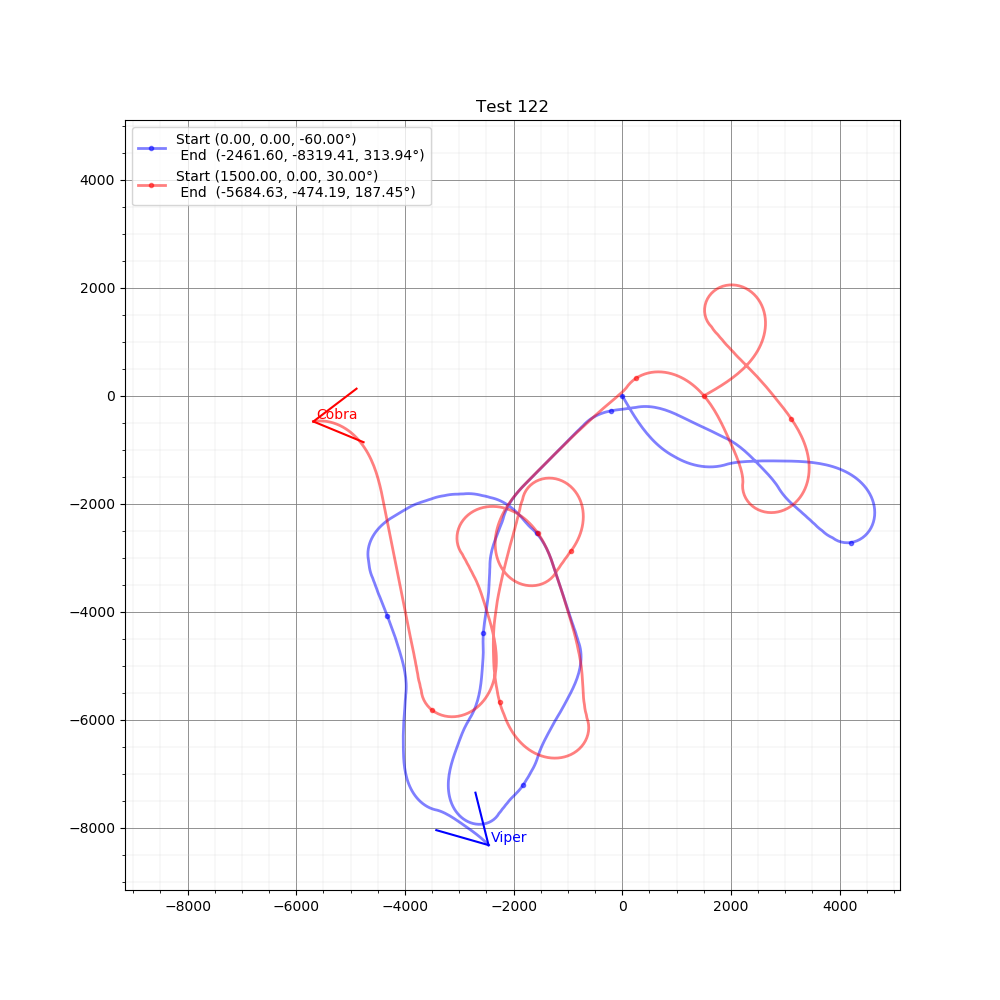 Test 122
Start (0.00, 0.00, -60.00°)
End (-2461.60, -8319.41, 313.94°)
Start (1500.00, 0.00, 30.00°)
End (-5684.63, -474.19, 187.45°)
4000
2000
0
−2000
−4000
−6000
−8000
Cobra
Viper
−8000 −6000 −4000 −2000 0 2000 4000